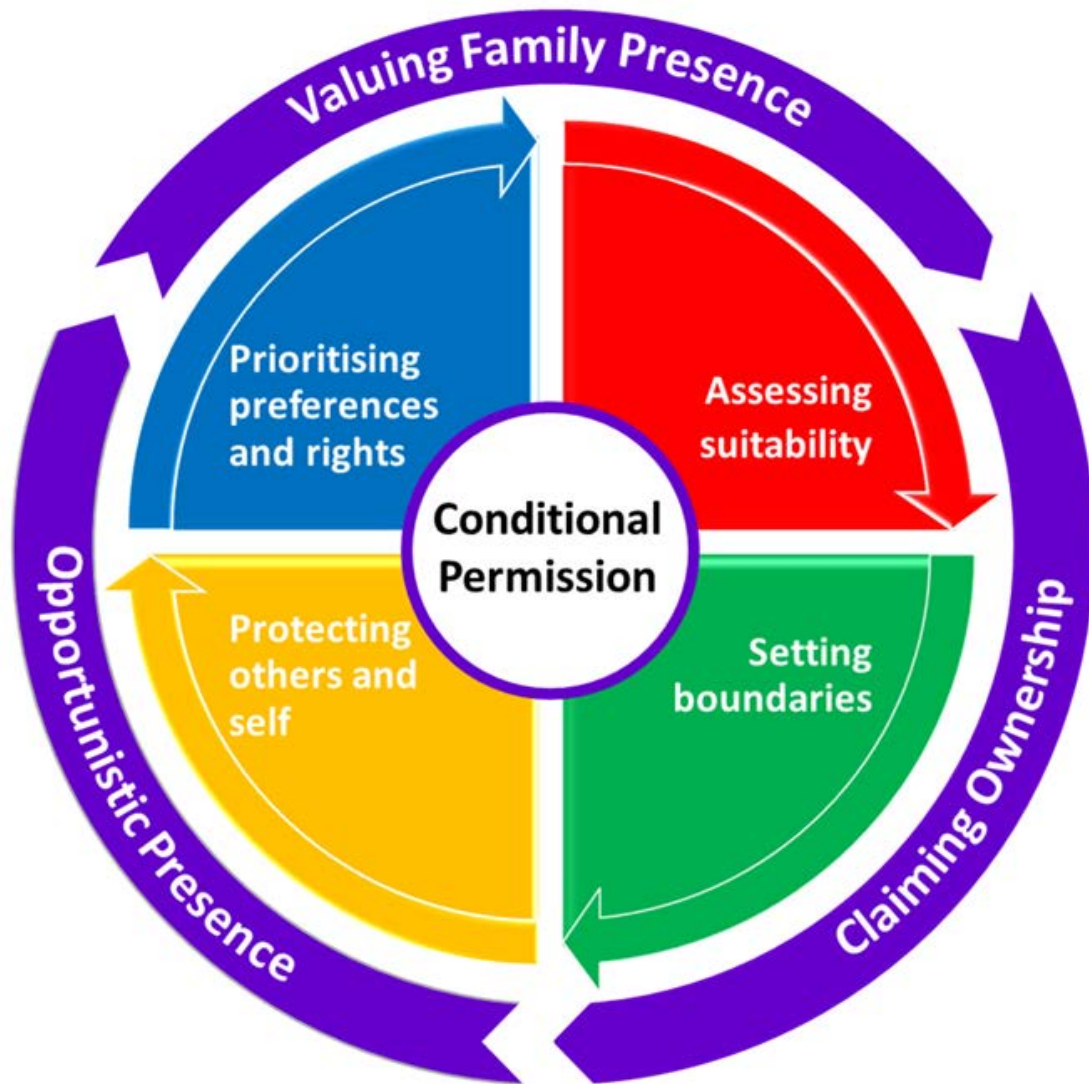 Valuing Family Presence
Prioritising
preferences
and rights
Assessing
suitability
Conditional
Permission
Protecting
others and
self
Setting
boundaries
Opportunistic Presence
Claiming Ownership